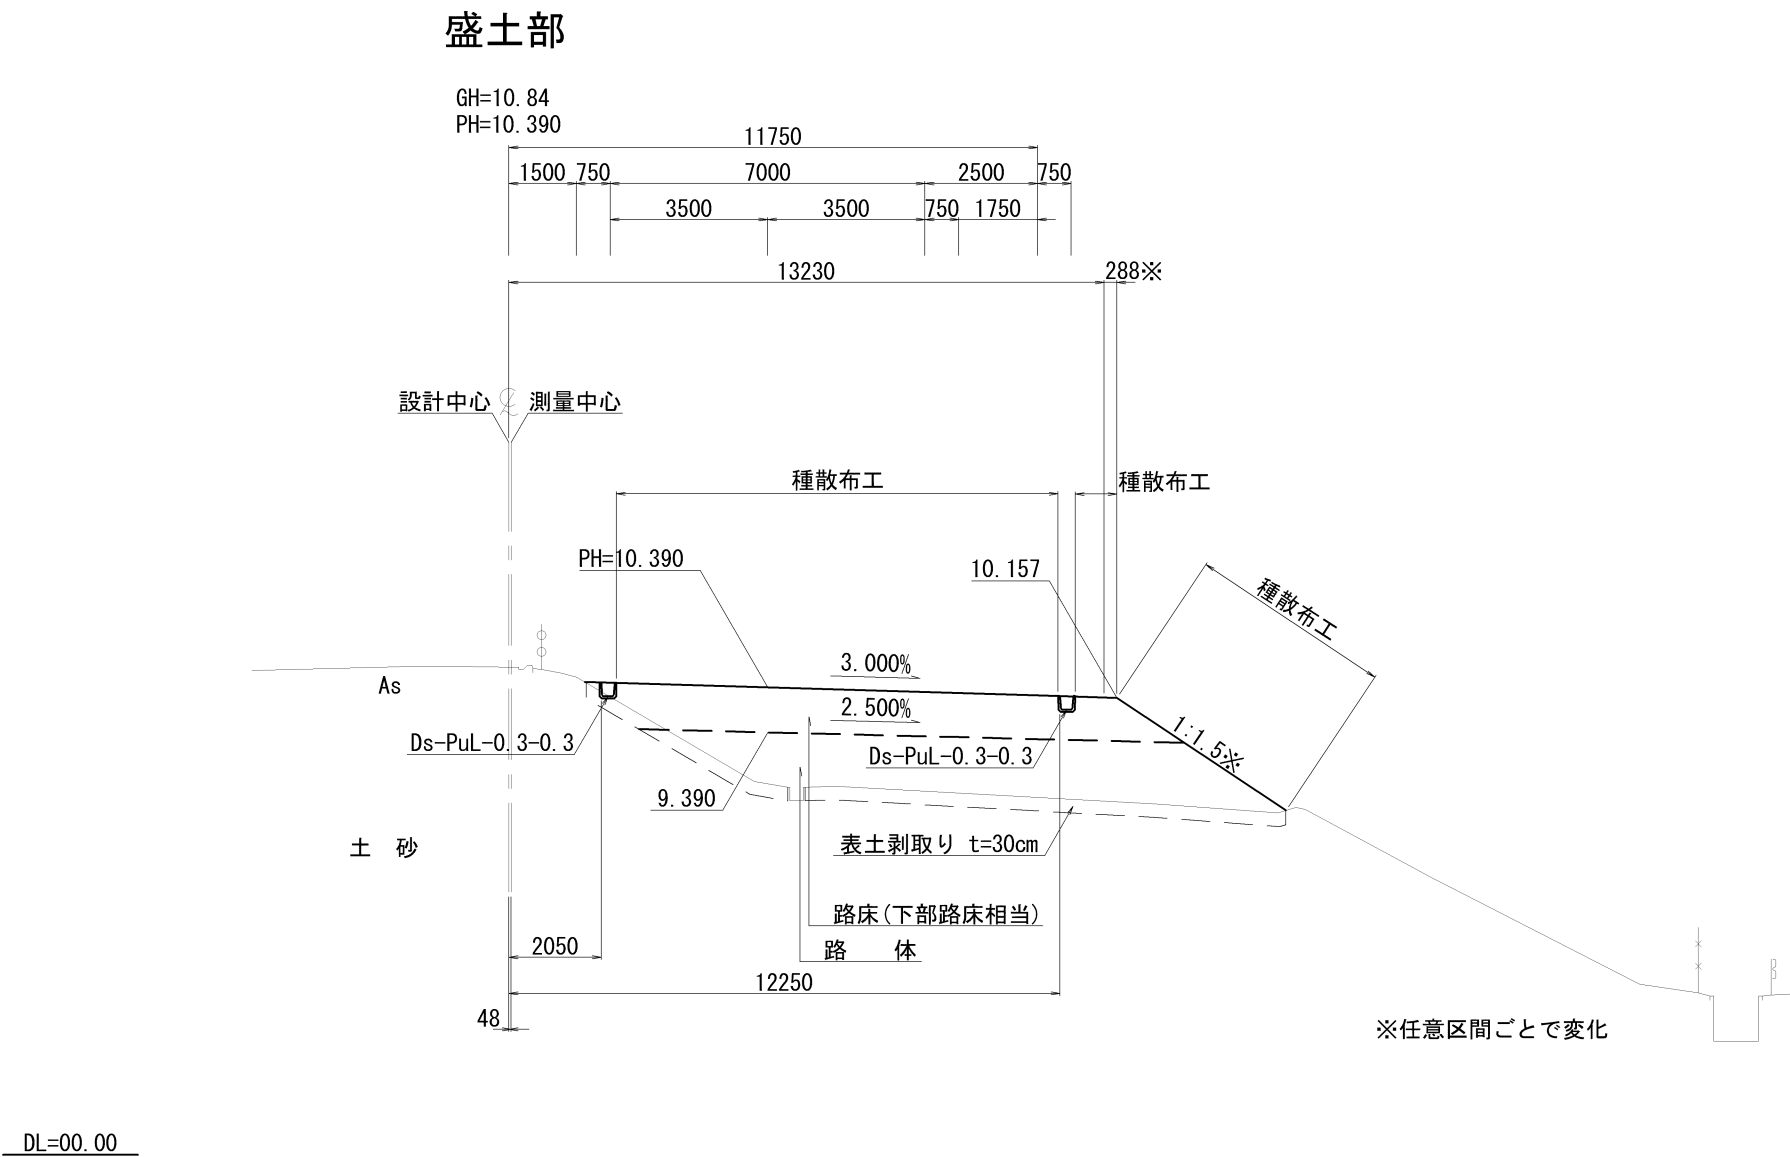 盛土部
GH=10.84
PH=10.390
11750
1500 750 7000 2500 750
3500 3500 750 1750
13230 288※
設計中心 測量中心
種散布工 種散布工
PH=10.390 10.157
種散布工
3.000%
As
2.500%
1:1.5※
Ds-PuL-0.3-0.3 Ds-PuL-0.3-0.3
9.390
土 砂 表土剥取り t=30cm
路床(下部路床相当)
2050 路 体
12250
48 ※任意区間ごとで変化
DL=00.00